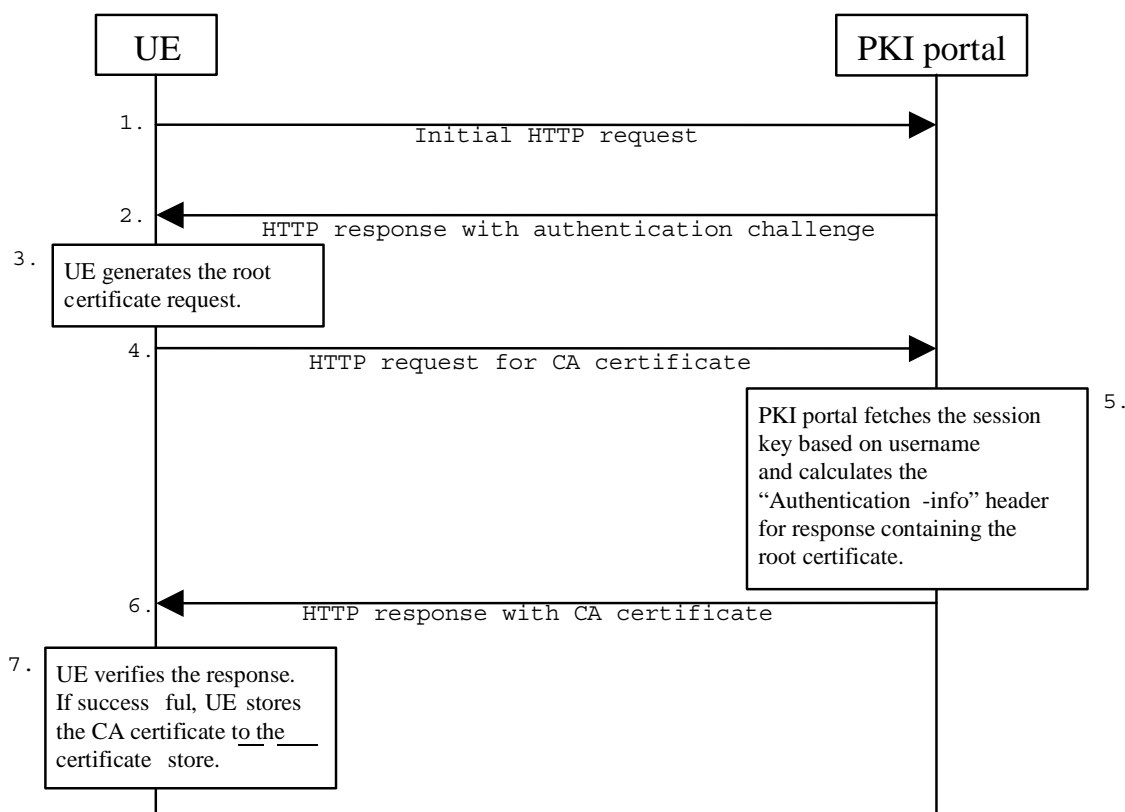 UE
PKI portal
1.
Initial HTTP request
2.
HTTP response with authentication challenge
3.
UE generates the root
certificate request.
4.
HTTP request for CA certificate
5.
PKI portal fetches the session
key based on username
and calculates the
“Authentication -info” header
for response containing the
root certificate.
6.
HTTP response with CA certificate
7.
UE verifies the response.
If success ful, UE stores
the CA certificate to the
certificate store.